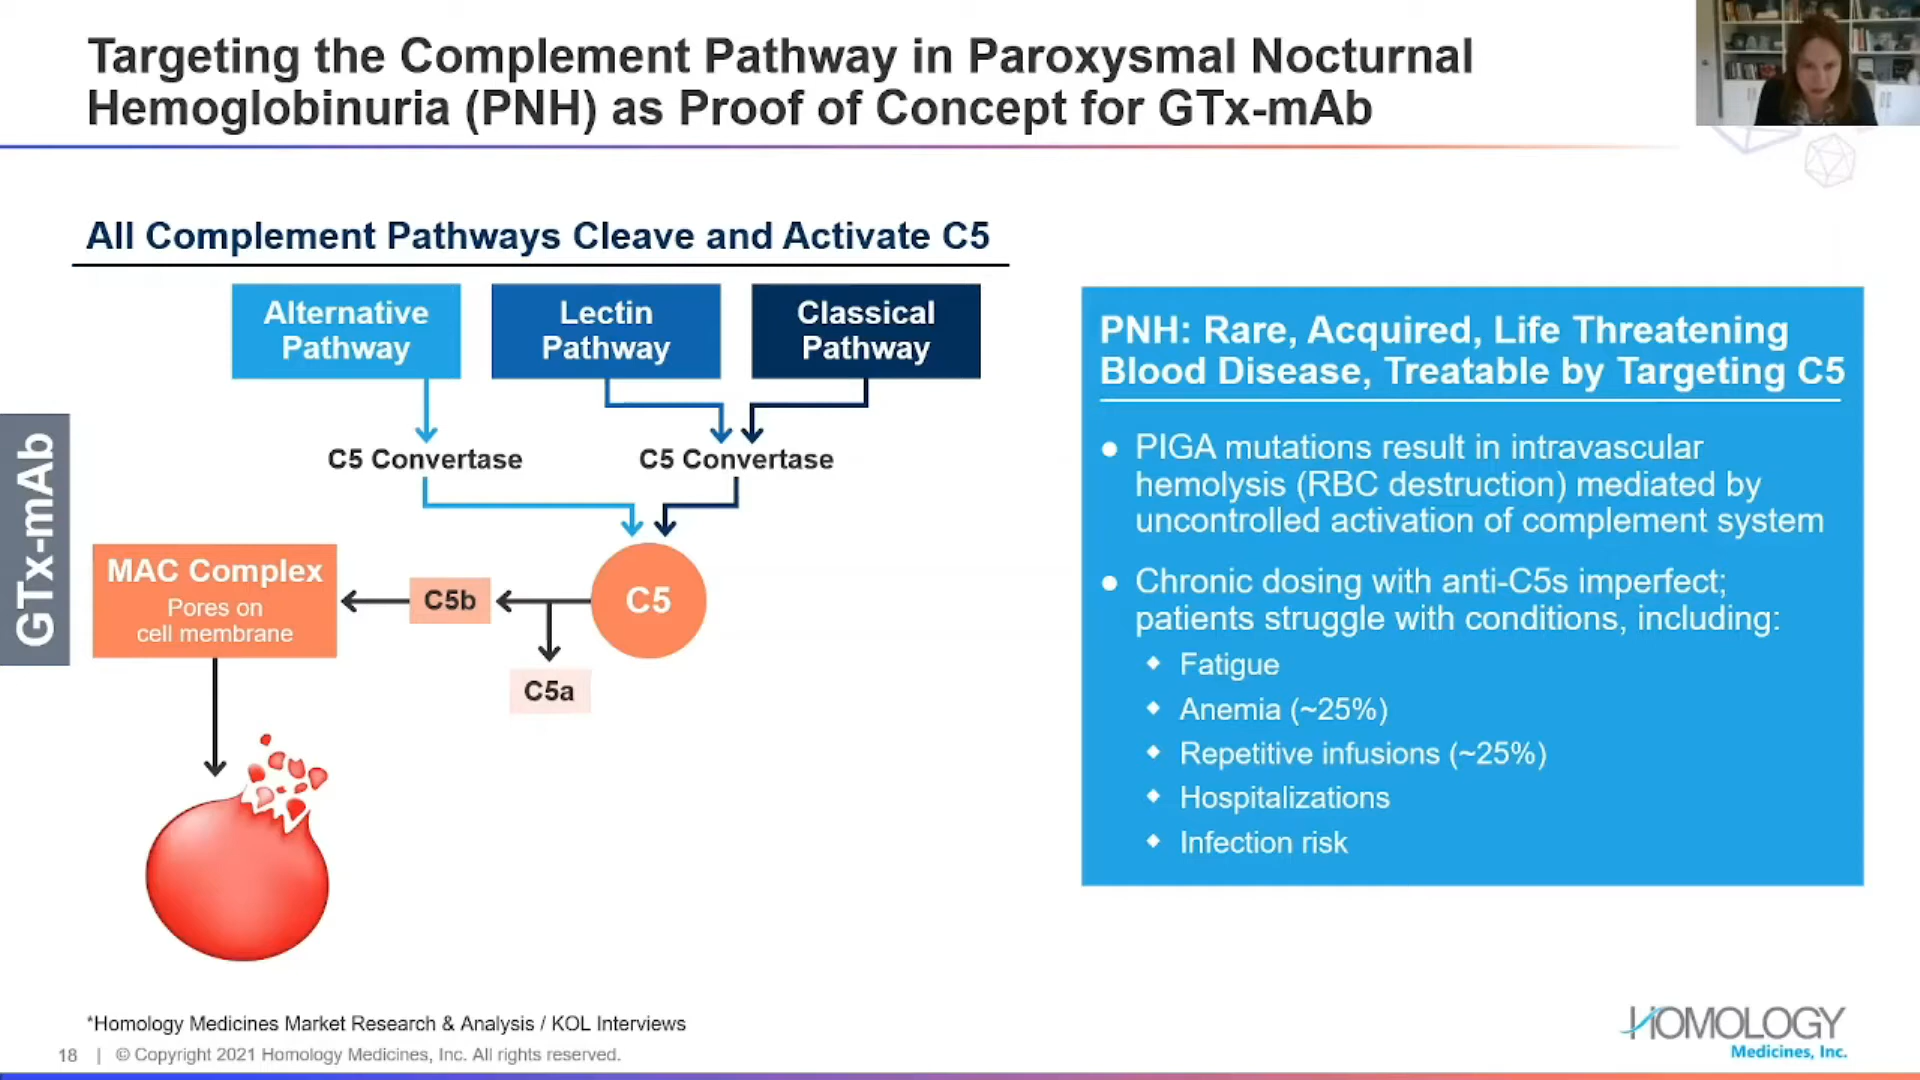 Targeting the Complement Pathway in Paroxysmal Nocturnal
Hemoglobinuria (PNH) as Proof of Concept for GTx-mAb
All Complement Pathways Cleave and Activate C5
Alternative
Pathway
Lectin
Pathway
Classical
Pathway
C5 Convertase
C5 Convertase
GTx-mAb
MAC Complex
Pores on
cell membrane
C5b
C5
C5a
PNH: Rare, Acquired, Life Threatening
Blood Disease, Treatable by Targeting C5
● PIGA mutations result in intravascular
hemolysis (RBC destruction) mediated by
uncontrolled activation of complement system
● Chronic dosing with anti-C5s imperfect;
patients struggle with conditions, including:
◆ Fatigue
◆ Anemia (~25%)
◆ Repetitive infusions (~25%)
◆ Hospitalizations
◆ Infection risk
*Homology Medicines Market Research & Analysis / KOL Interviews
18 | © Copyright 2021 Homology Medicines, Inc. All rights reserved.
HOMOLOGY
Medicines, Inc.